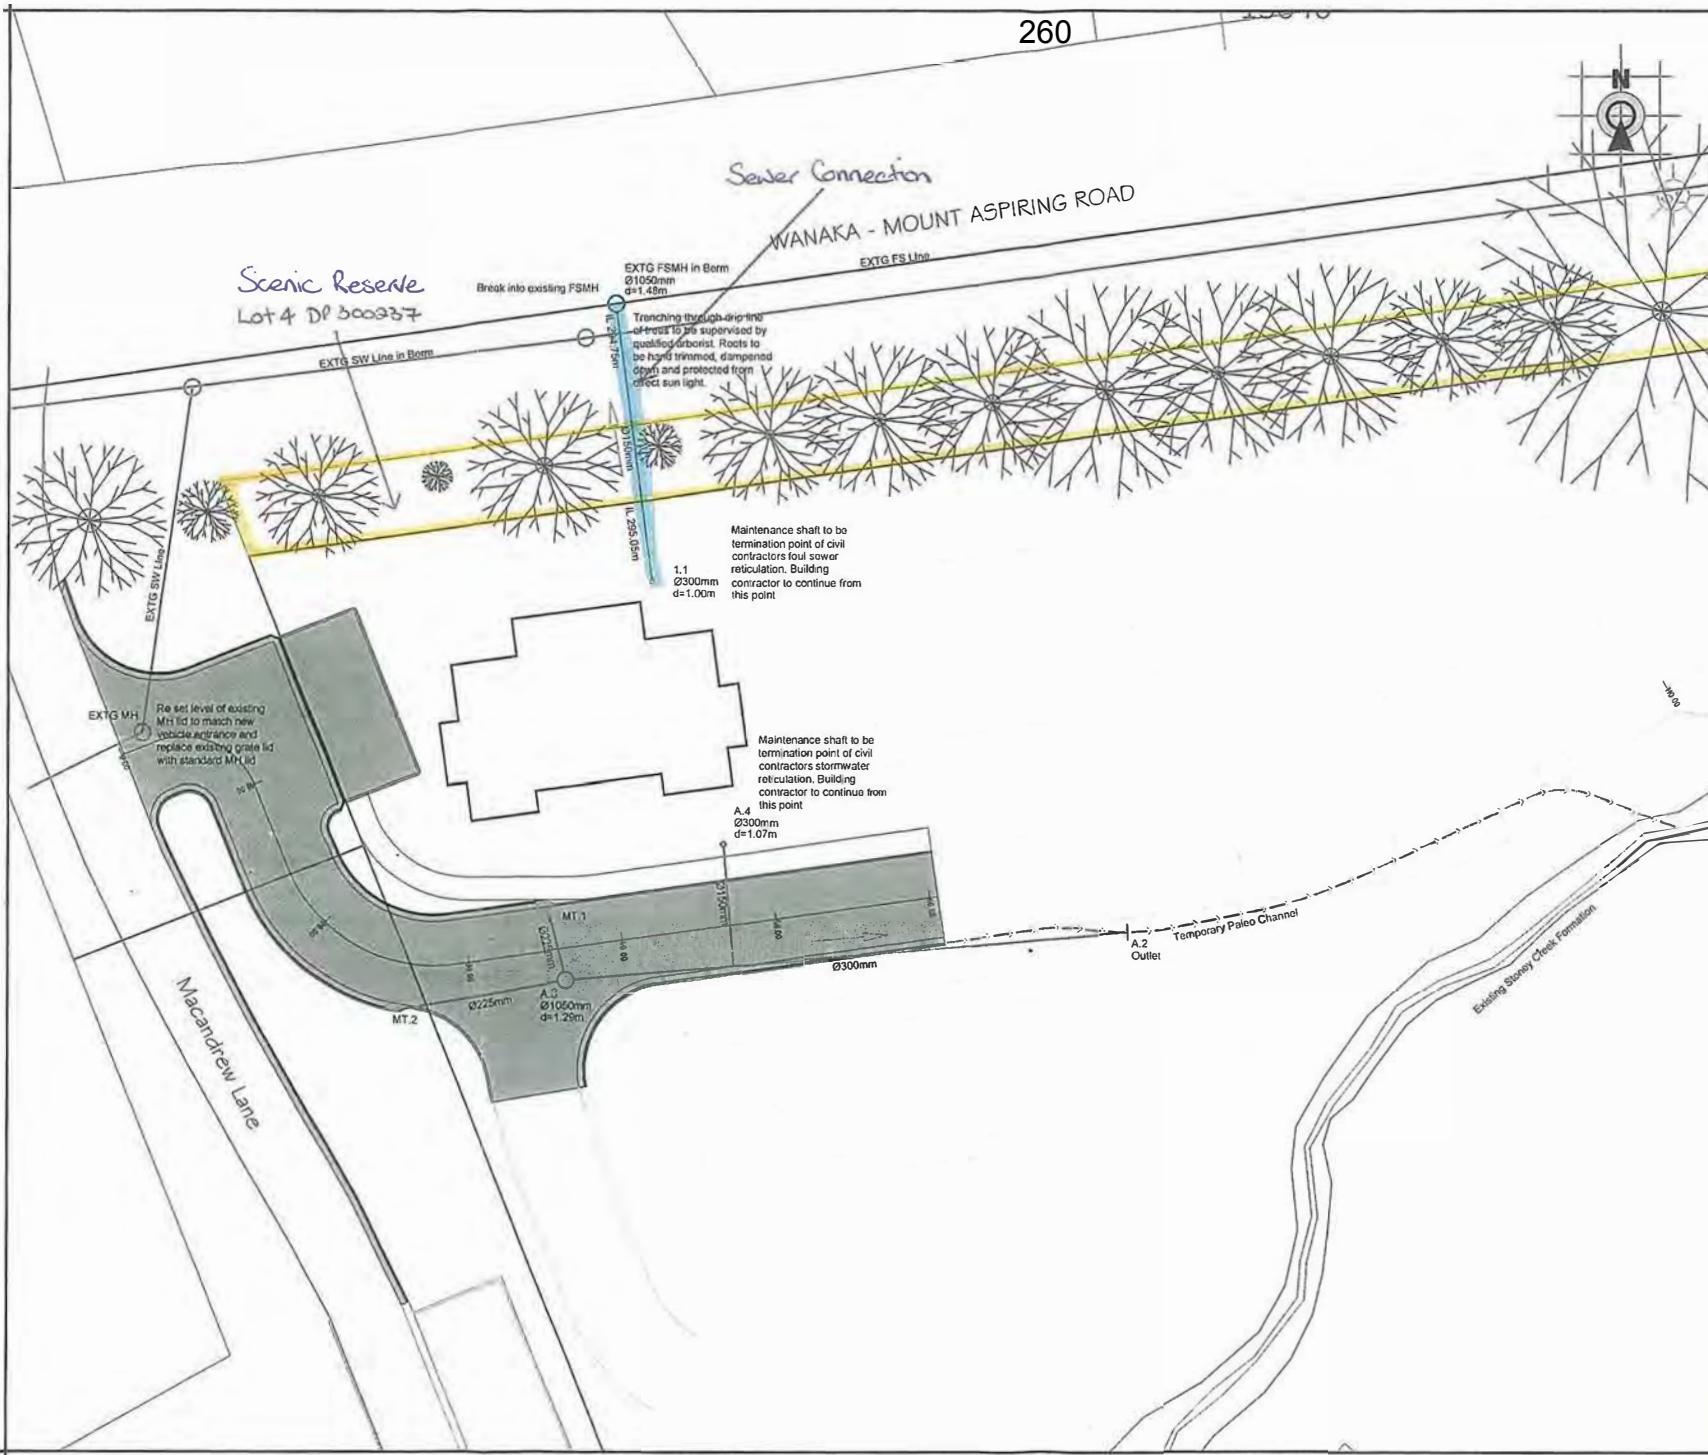 260
N
Sewer Connection
WANAKA - MOUNT ASPIRING ROAD
EXTG FS Line
Scenic Reserve
Lot 4 DP 300237
Break into existing FSMH
EXTG FSMH in Berm
Ø1050mm
d=1.48m
Trenching through drip line
of trees to be supervised by
qualified arborist. Roots to
be hand trimmed, dampened
down and protected from
direct sun light.
EXTG SW Line in Berm
Ø150mm
IL 295.05m
EXTG SW Line
1.1
Ø300mm
d=1.00m
Maintenance shaft to be
termination point of civil
contractors foul sewer
reticulation. Building
contractor to continue from
this point
EXTG MH
Re set level of existing
MH lid to match new
vehicle entrance and
replace existing grate lid
with standard MH lid
Maintenance shaft to be
termination point of civil
contractors stormwater
reticulation. Building
contractor to continue from
this point
A.4
Ø300mm
d=1.07m
Ø150mm
MT.1
Ø225mm
A.3
Ø1050mm
d=1.29m
Ø225mm
MT.2
Ø300mm
A.2
Outlet
Temporary Paleo Channel
Existing Stoney Creek Formation
Macandrew Lane